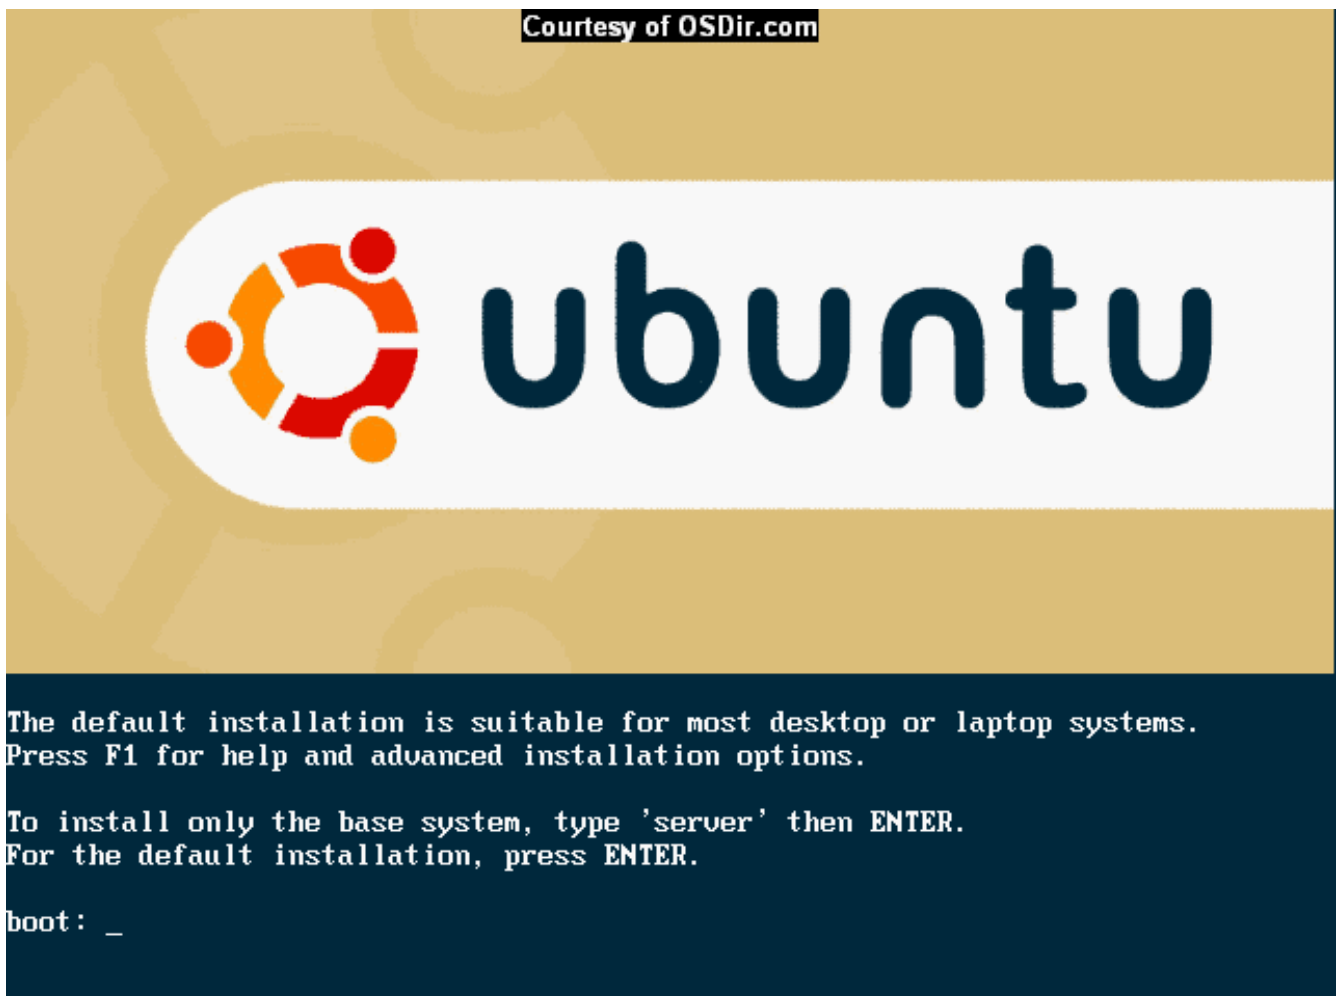 Courtesy of OSDir.com
ubuntu
The default installation is suitable for most desktop or laptop systems.
Press F1 for help and advanced installation options.
To install only the base system, type 'server' then ENTER.
For the default installation, press ENTER.
boot: _